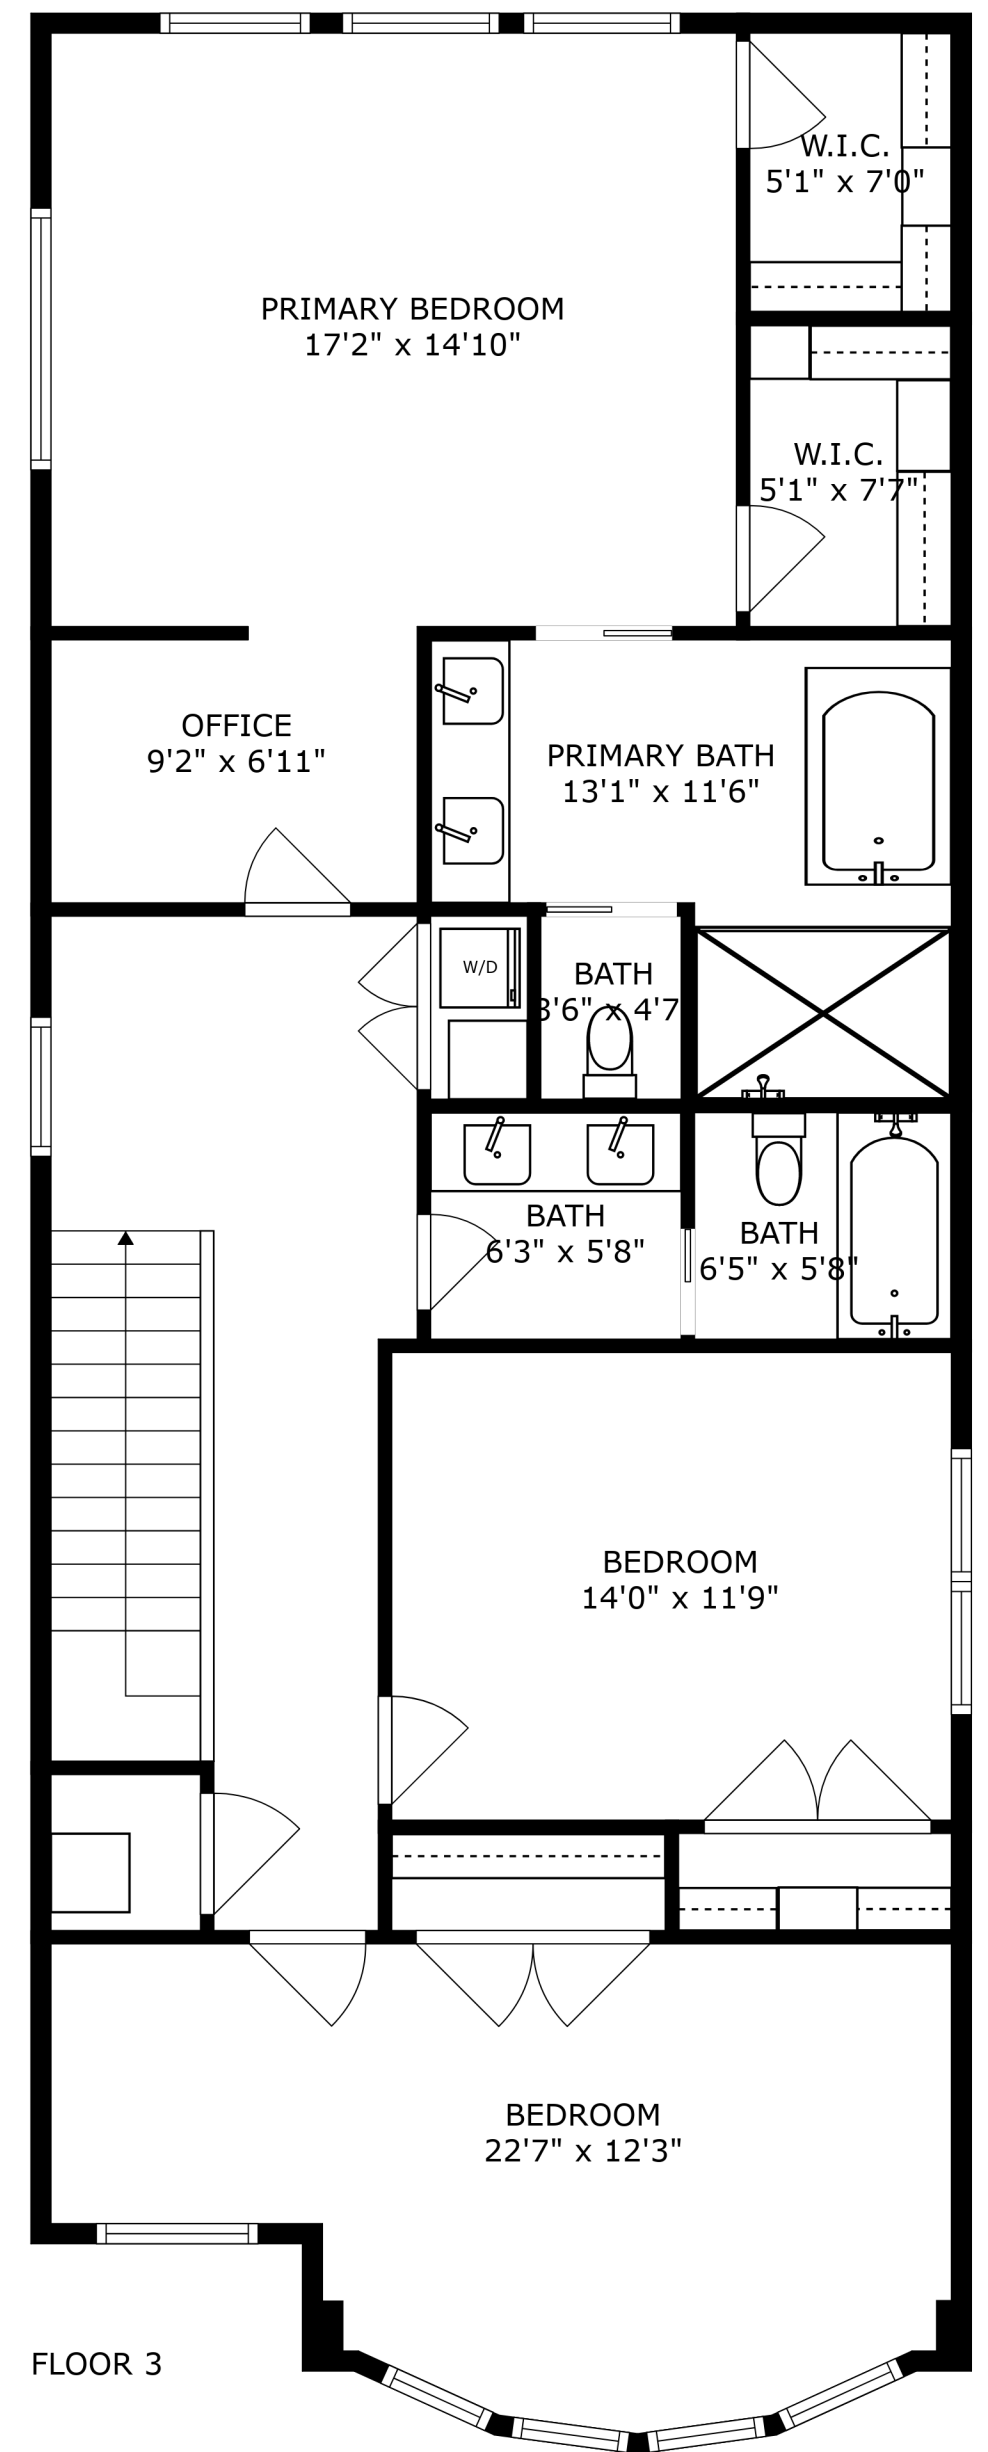 W.I.C.
5'1" x 7'0"
PRIMARY BEDROOM
17'2" x 14'10"
W.I.C.
5'1" x 7'7"
OFFICE
9'2" x 6'11"
PRIMARY BATH
13'1" x 11'6"
W/D
BATH
3'6" x 4'7
BATH
6'3" x 5'8"
BATH
6'5" x 5'8"
BEDROOM
14'0" x 11'9"
BEDROOM
22'7" x 12'3"
FLOOR 3